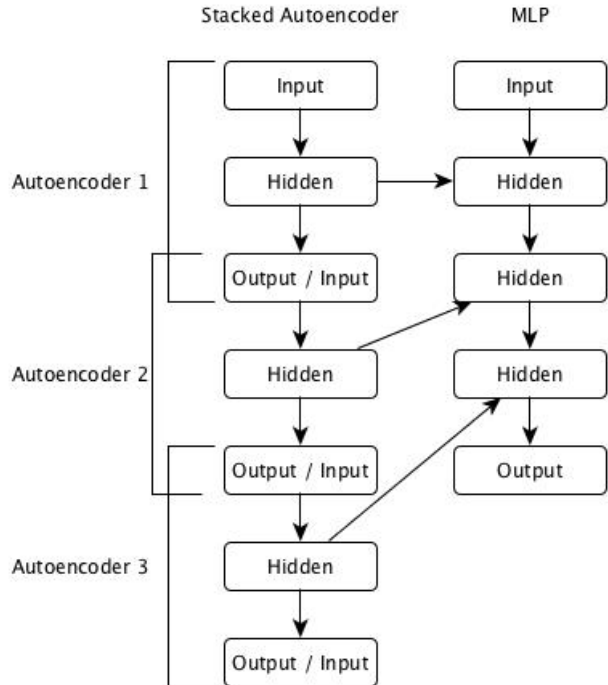 Stacked Autoencoder MLP
Input Input
Autoencoder 1 Hidden Hidden
Output / Input Hidden
Autoencoder 2 Hidden Hidden
Output / Input Output
Autoencoder 3 Hidden
Output / Input